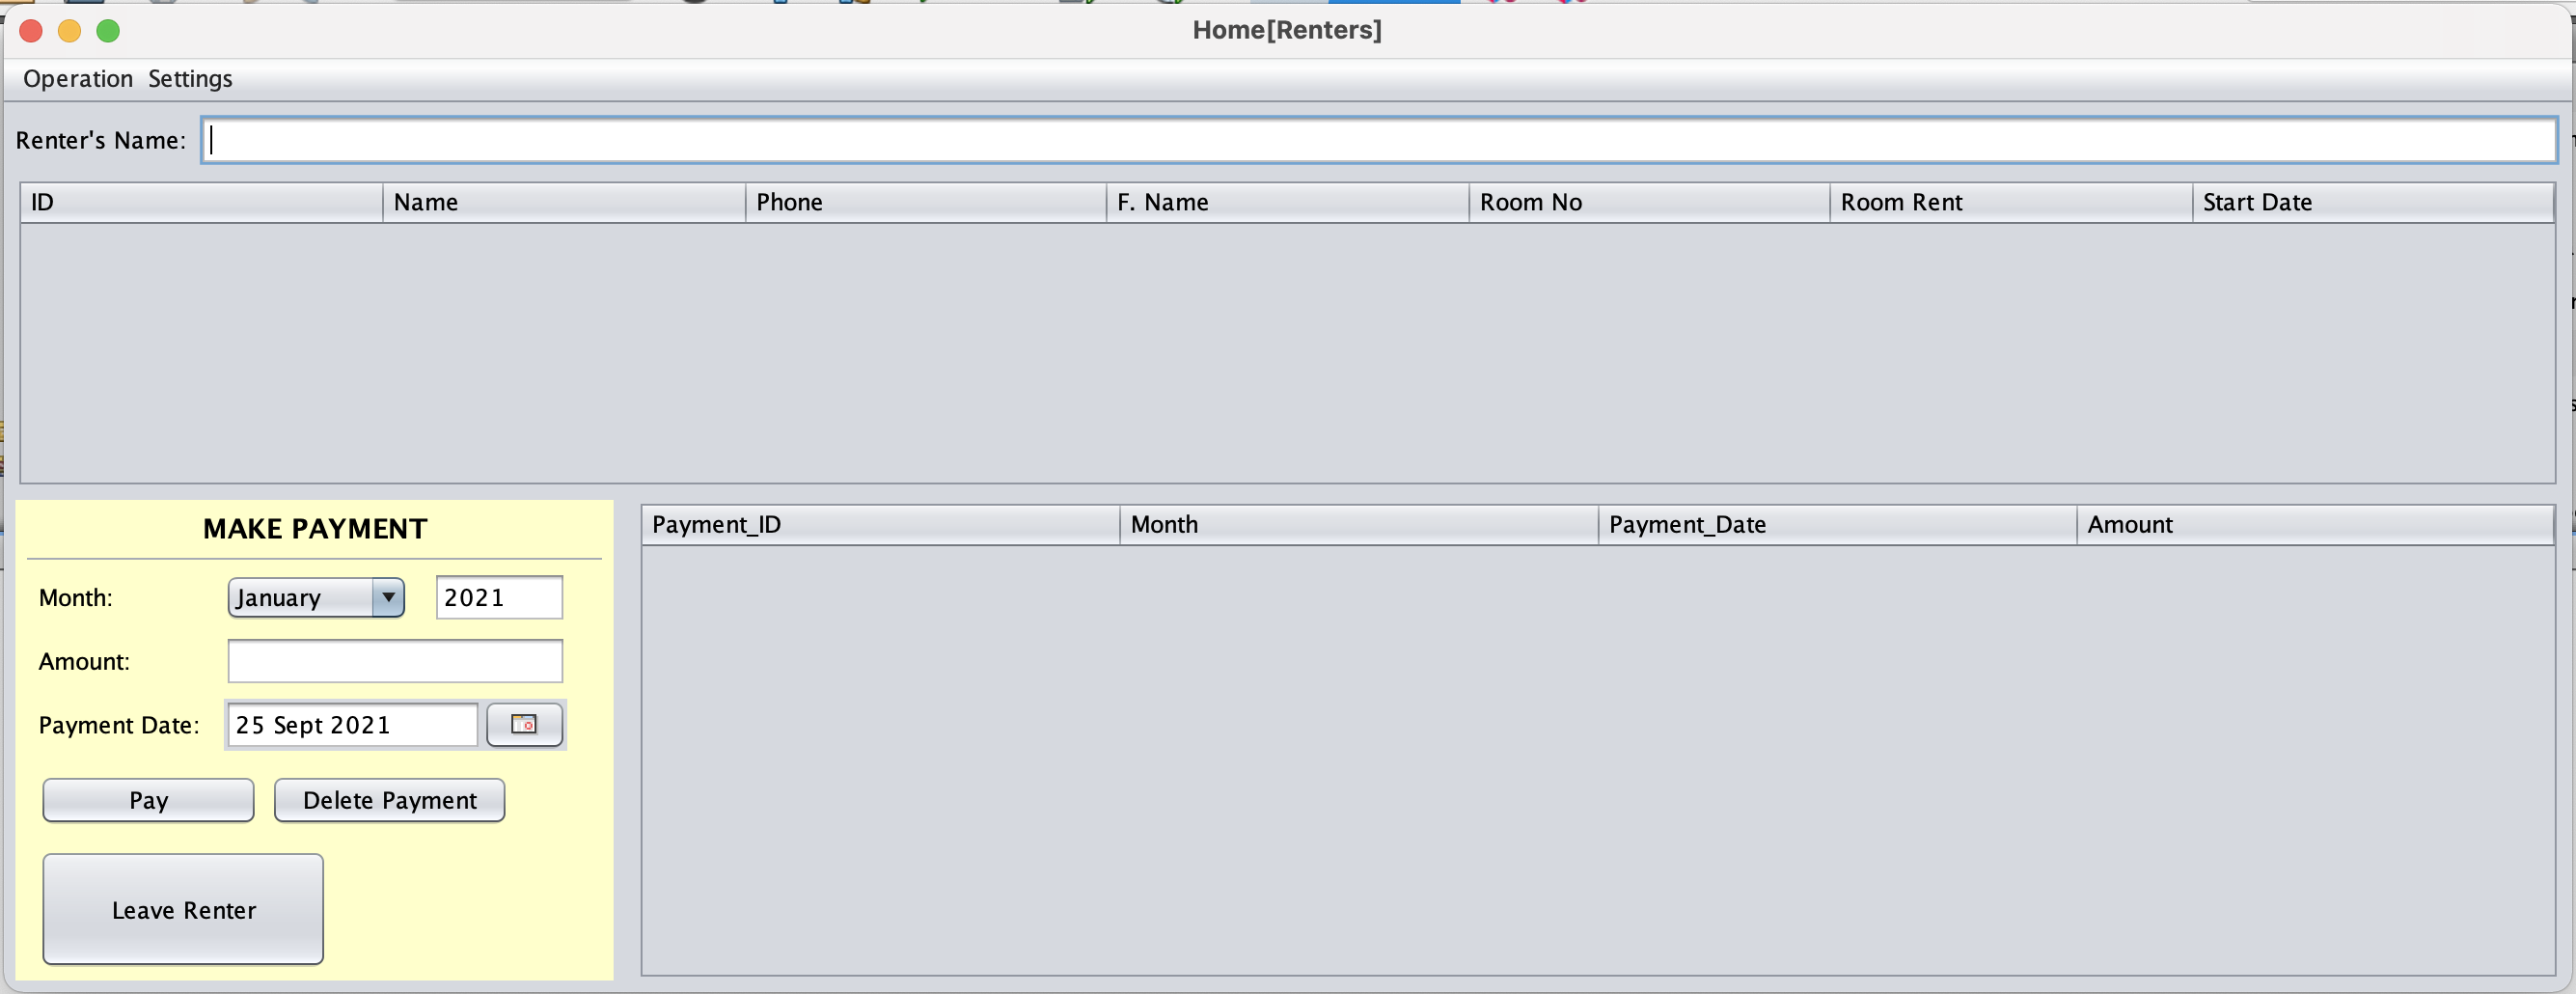 Home[Renters]
Operation Settings
Renter's Name:
ID Name Phone F. Name Room No Room Rent Start Date
MAKE PAYMENT
Month: January 2021
Amount:
Payment Date: 25 Sept 2021
Pay Delete Payment
Leave Renter
Payment_ID Month Payment_Date Amount